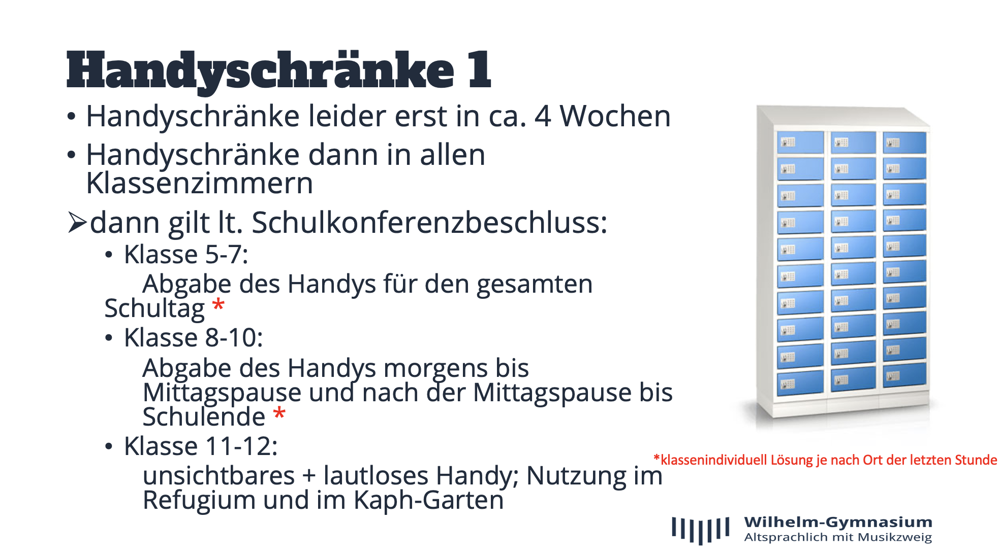 Handyschränke 1
• Handyschränke leider erst in ca. 4 Wochen
• Handyschränke dann in allen
Klassenzimmern
➢dann gilt lt. Schulkonferenzbeschluss:
• Klasse 5-7:
Abgabe des Handys für den gesamten
Schultag *
• Klasse 8-10:
Abgabe des Handys morgens bis
Mittagspause und nach der Mittagspause bis
Schulende *
• Klasse 11-12:
unsichtbares + lautloses Handy; Nutzung im
Refugium und im Kaph-Garten
*klassenindividuell Lösung je nach Ort der letzten Stunde
Wilhelm-Gymnasium
Altsprachlich mit Musikzweig